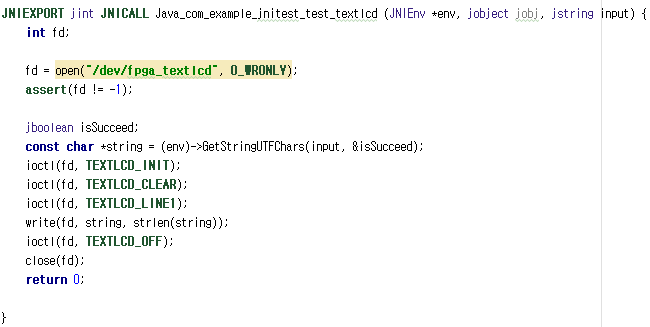 JNIEXPORT jint JNICALL Java_com_example_jnitest_test_textlcd (JNIEnv *env, jobject jobj, jstring input) {
    int fd;

    fd = open("/dev/fpga_textlcd", O_WRONLY);
    assert(fd != -1);

    jboolean isSucceed;
    const char *string = (env)->GetStringUTFChars(input, &isSucceed);
    ioctl(fd, TEXTLCD_INIT);
    ioctl(fd, TEXTLCD_CLEAR);
    ioctl(fd, TEXTLCD_LINE1);
    write(fd, string, strlen(string));
    ioctl(fd, TEXTLCD_OFF);
    close(fd);
    return 0;

}